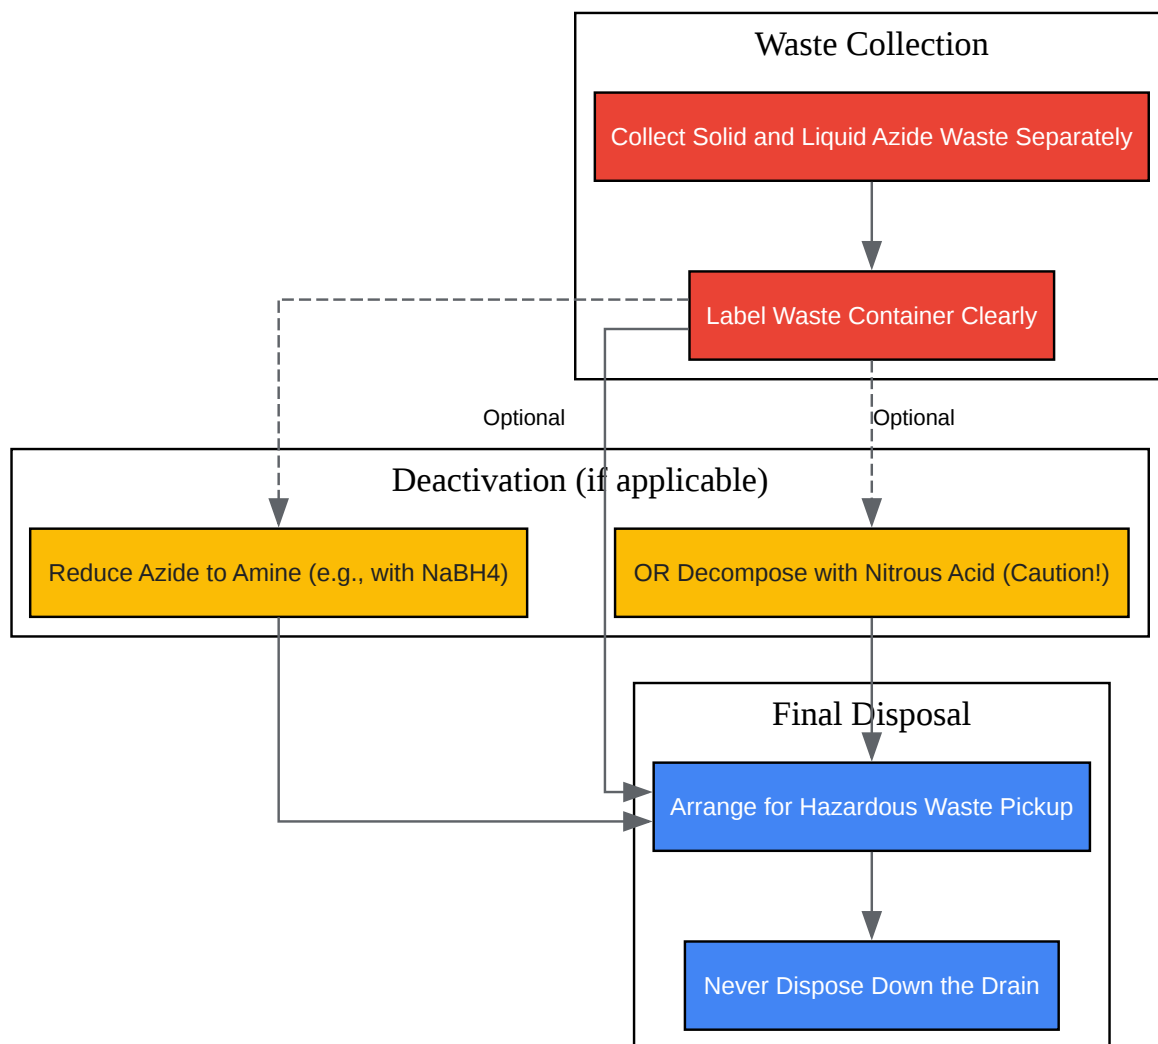 Waste Collection
Collect Solid and Liquid Azide Waste Separately
Label Waste Container Clearly
Optional
Optional
Deactivation (if applicable)
Reduce Azide to Amine (e.g., with NaBH4)
OR Decompose with Nitrous Acid (Caution!)
Final Disposal
Arrange for Hazardous Waste Pickup
Never Dispose Down the Drain